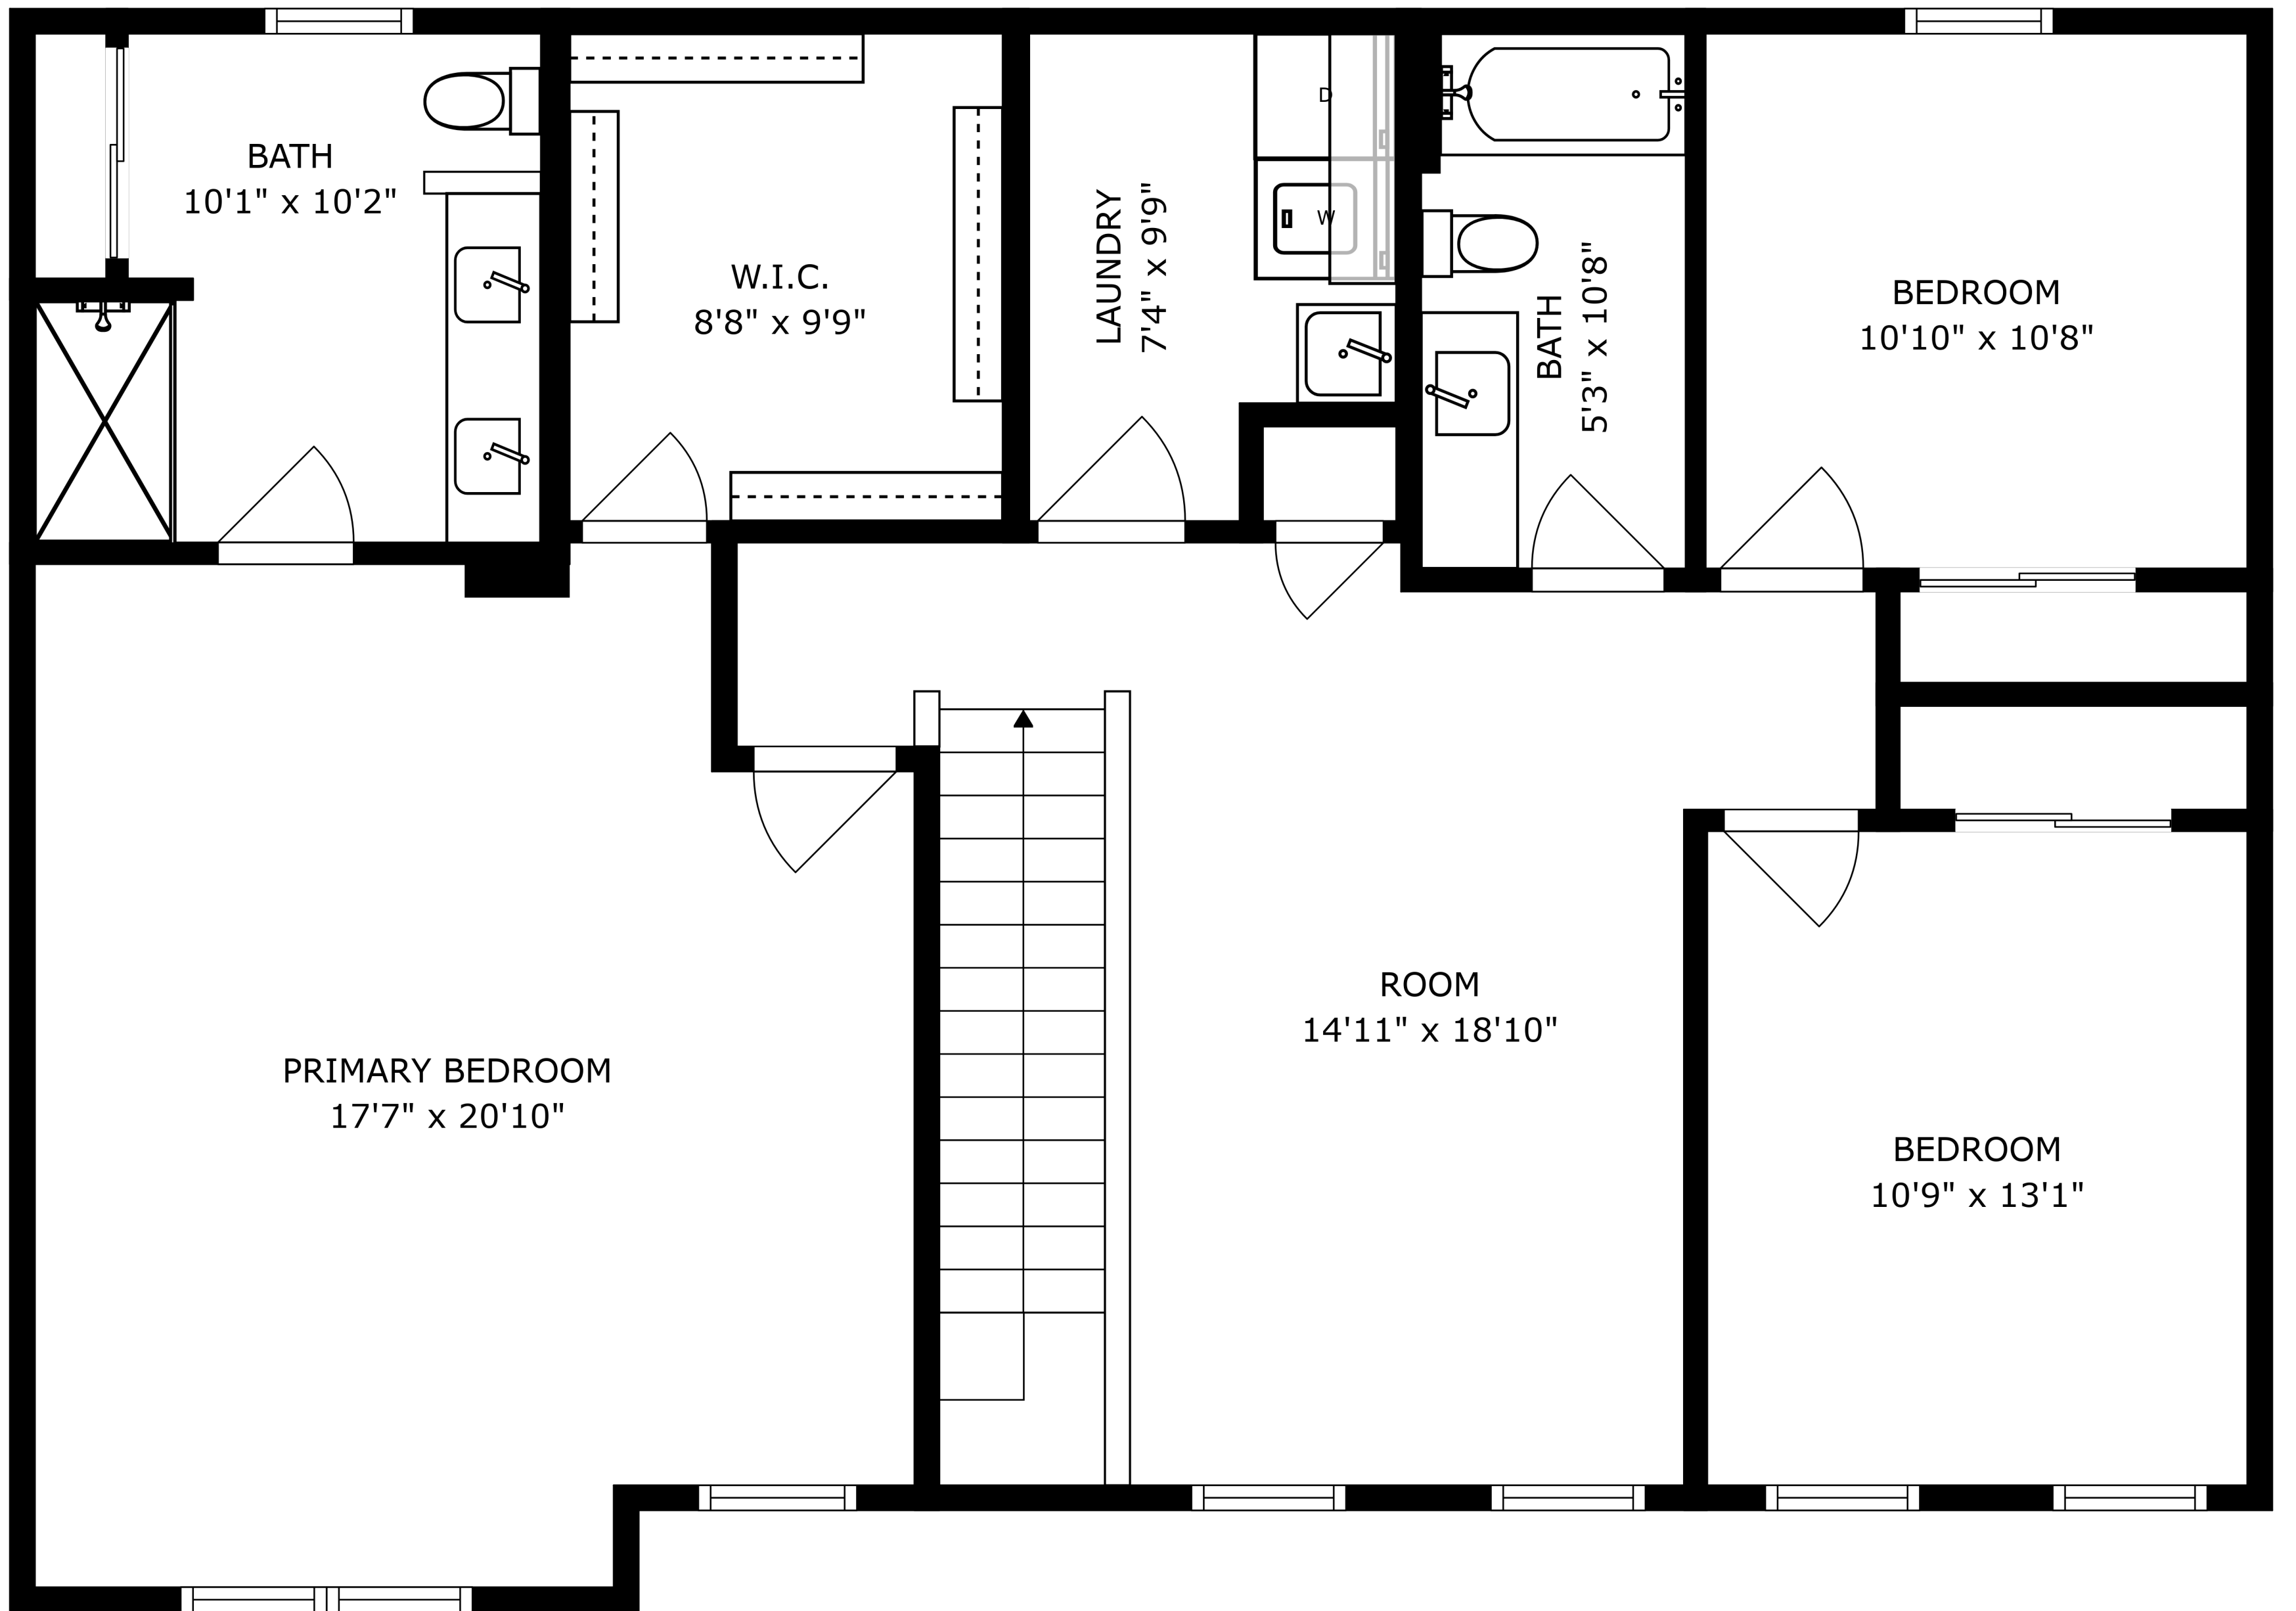 BATH
10'1" x 10'2"
W.I.C.
8'8" x 9'9"
LAUNDRY
7'4" x 9'9"
D
W
BATH
5'3" x 10'8"
BEDROOM
10'10" x 10'8"
PRIMARY BEDROOM
17'7" x 20'10"
ROOM
14'11" x 18'10"
BEDROOM
10'9" x 13'1"